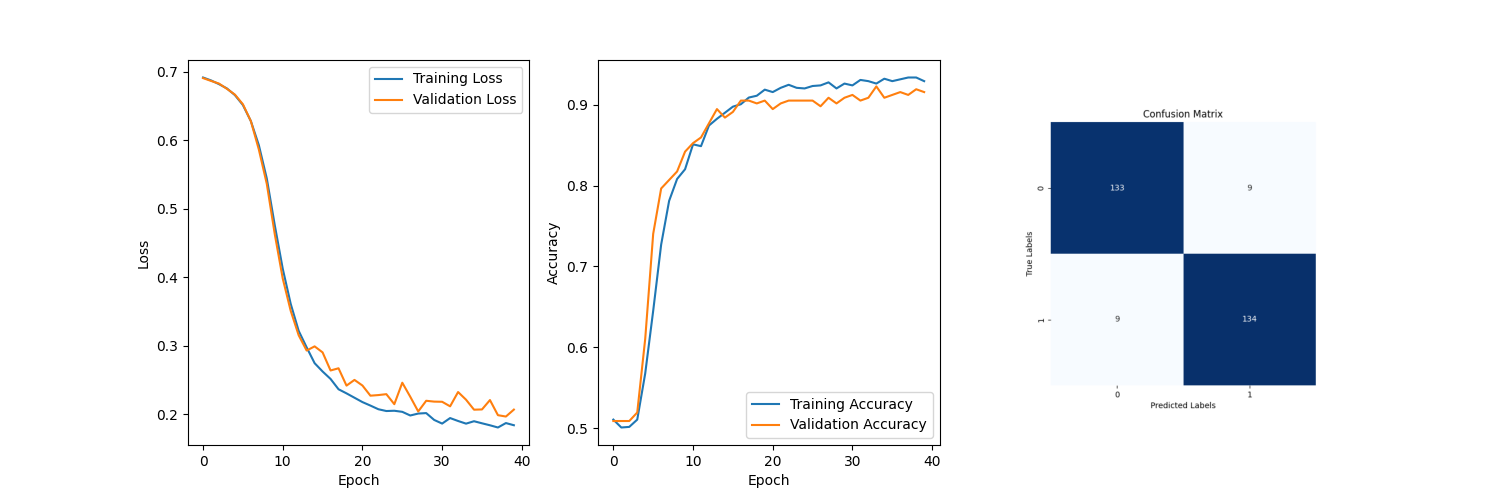 0.7
0.6
0.5
0.4
0.3
0.2
Loss
0 10 20 30 40
Epoch
Training Loss
Validation Loss
0.9
0.8
0.7
0.6
0.5
Accuracy
0 10 20 30 40
Epoch
Training Accuracy
Validation Accuracy
Confusion Matrix
True Labels
0
133 9
1
9 134
0 1
Predicted Labels